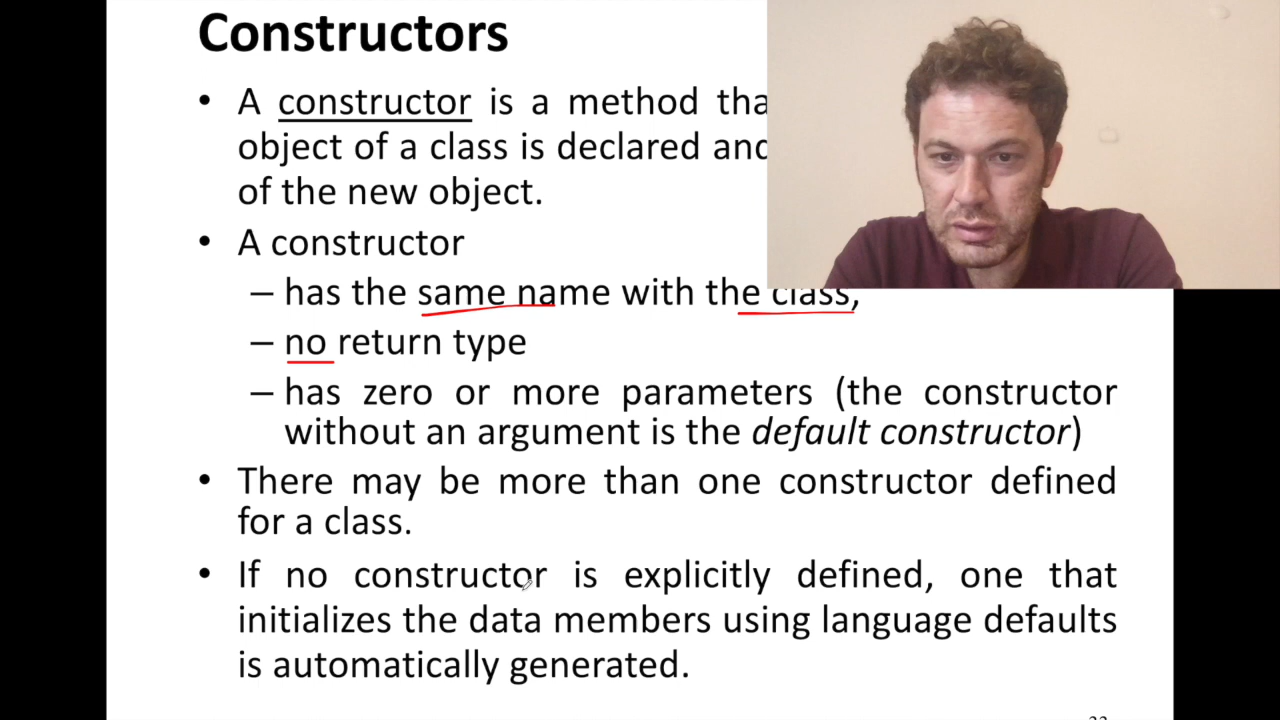 Constructors
• A constructor is a method tha
object of a class is declared and
of the new object.
• A constructor
– has the same name with the class,
– no return type
– has zero or more parameters (the constructor
without an argument is the default constructor)
• There may be more than one constructor defined
for a class.
• If no constructor is explicitly defined, one that
initializes the data members using language defaults
is automatically generated.